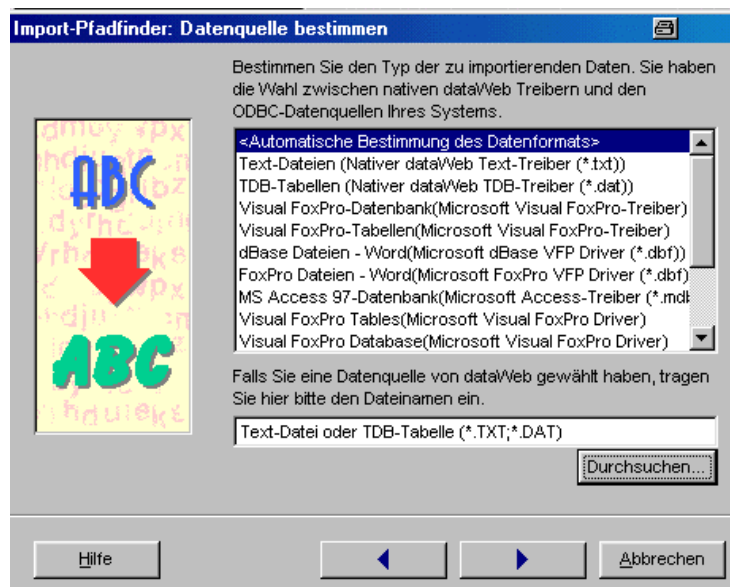 Import-Pfadfinder: Datenquelle bestimmen
Bestimmen Sie den Typ der zu importierenden Daten. Sie haben
die Wahl zwischen nativen dataWeb Treibern und den
ODBC-Datenquellen Ihres Systems.
<Automatische Bestimmung des Datenformats>
Text-Dateien (Nativer dataWeb Text-Treiber (*.txt))
TDB-Tabellen (Nativer dataWeb TDB-Treiber (*.dat))
Visual FoxPro-Datenbank(Microsoft Visual FoxPro-Treiber)
Visual FoxPro-Tabellen(Microsoft Visual FoxPro-Treiber)
dBase Dateien - Word(Microsoft dBase VFP Driver (*.dbf))
FoxPro Dateien - Word(Microsoft FoxPro VFP Driver (*.dbf)
MS Access 97-Datenbank(Microsoft Access-Treiber (*.mdb
Visual FoxPro Tables(Microsoft Visual FoxPro Driver)
Visual FoxPro Database(Microsoft Visual FoxPro Driver)
ABC
ABC
Falls Sie eine Datenquelle von dataWeb gewählt haben, tragen
Sie hier bitte den Dateinamen ein.
Text-Datei oder TDB-Tabelle (*.TXT;*.DAT)
Durchsuchen...
Hilfe
Abbrechen